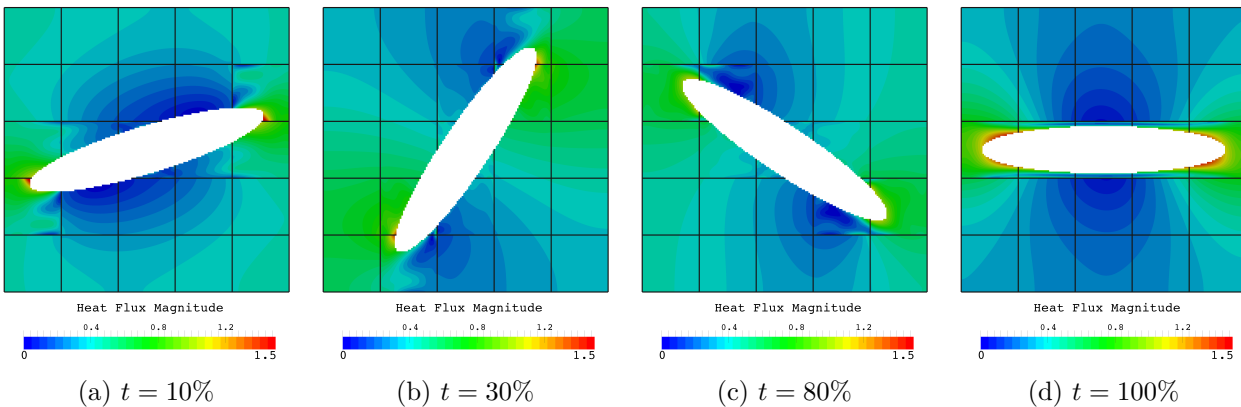 Heat Flux Magnitude Heat Flux Magnitude Heat Flux Magnitude Heat Flux Magnitude
0.4 0.8 1.2 0.4 0.8 1.2 0.4 0.8 1.2 0.4 0.8 1.2
0 1.5 0 1.5 0 1.5 0 1.5
(a) t = 10% (b) t = 30% (c) t = 80% (d) t = 100%